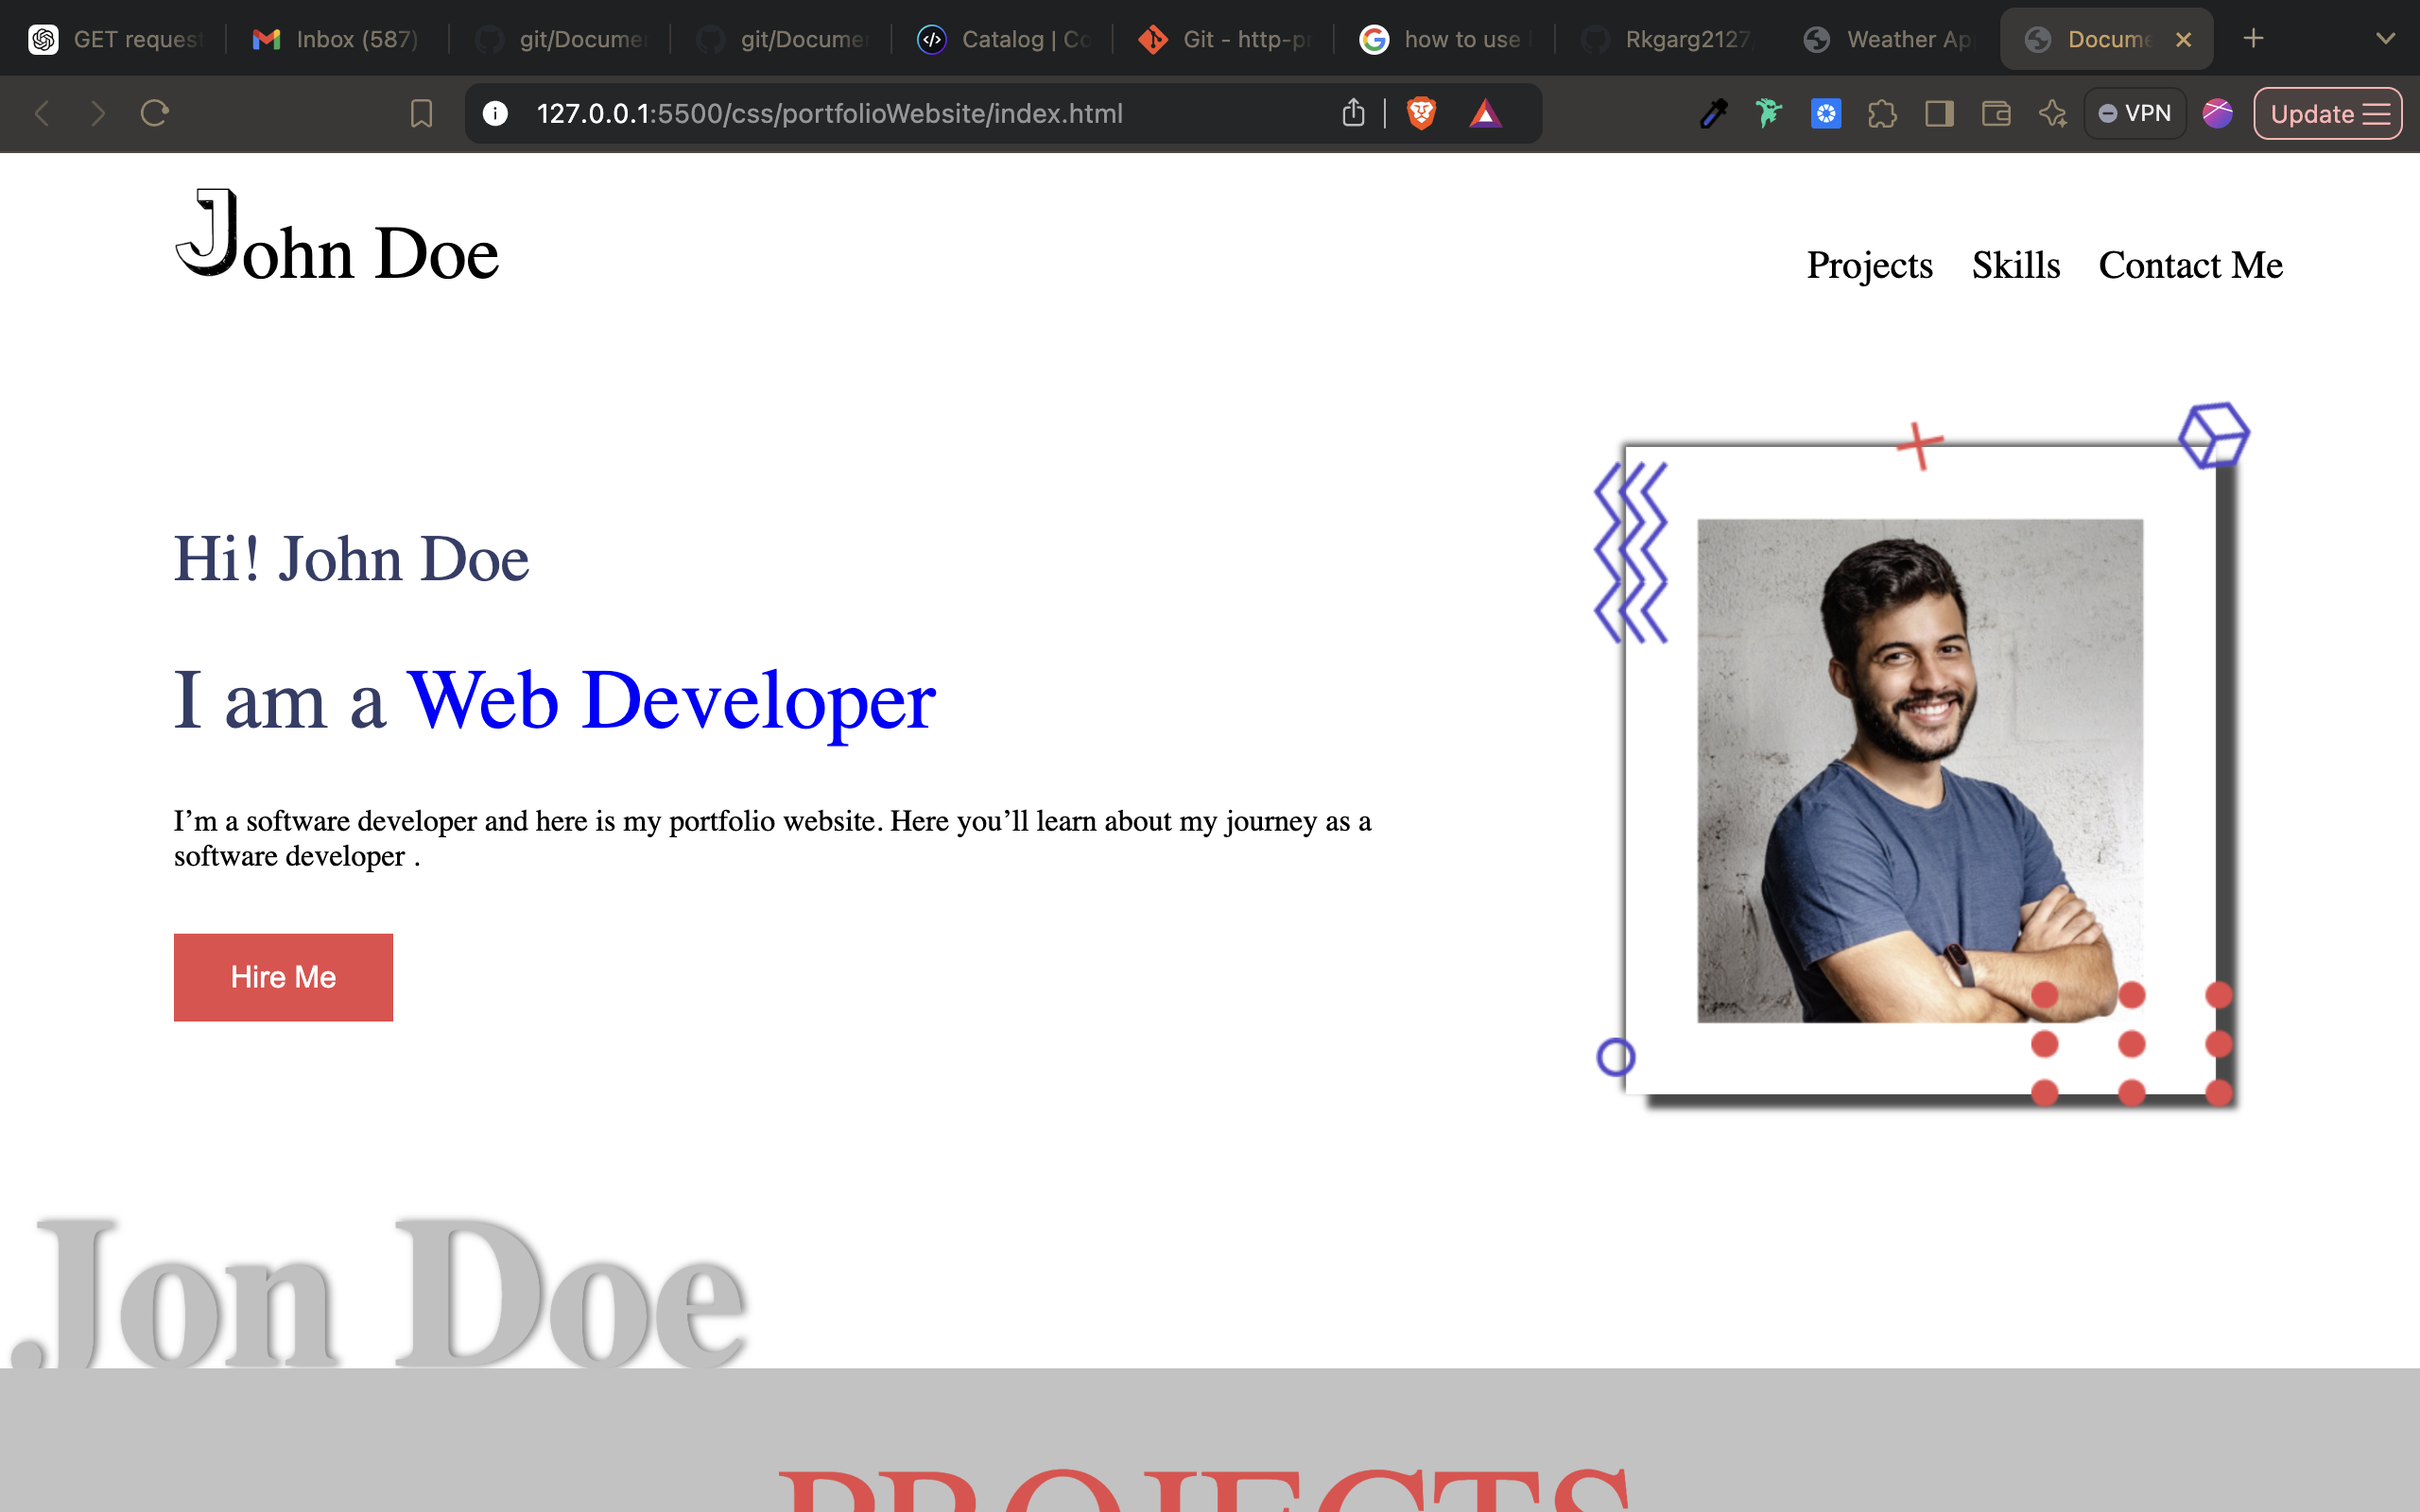 GET request
Inbox (587)
git/Docume
git/Docume
Catalog | Co
Git - http-pr
how to use
Rkgarg2127
Weather Ap
Docume
127.0.0.1:5500/css/portfolioWebsite/index.html
VPN
Update
John Doe
Projects Skills Contact Me
Hi! John Doe
I am a Web Developer
I’m a software developer and here is my portfolio website. Here you’ll learn about my journey as a
software developer .
Hire Me
Jon Doe
PROJECTS